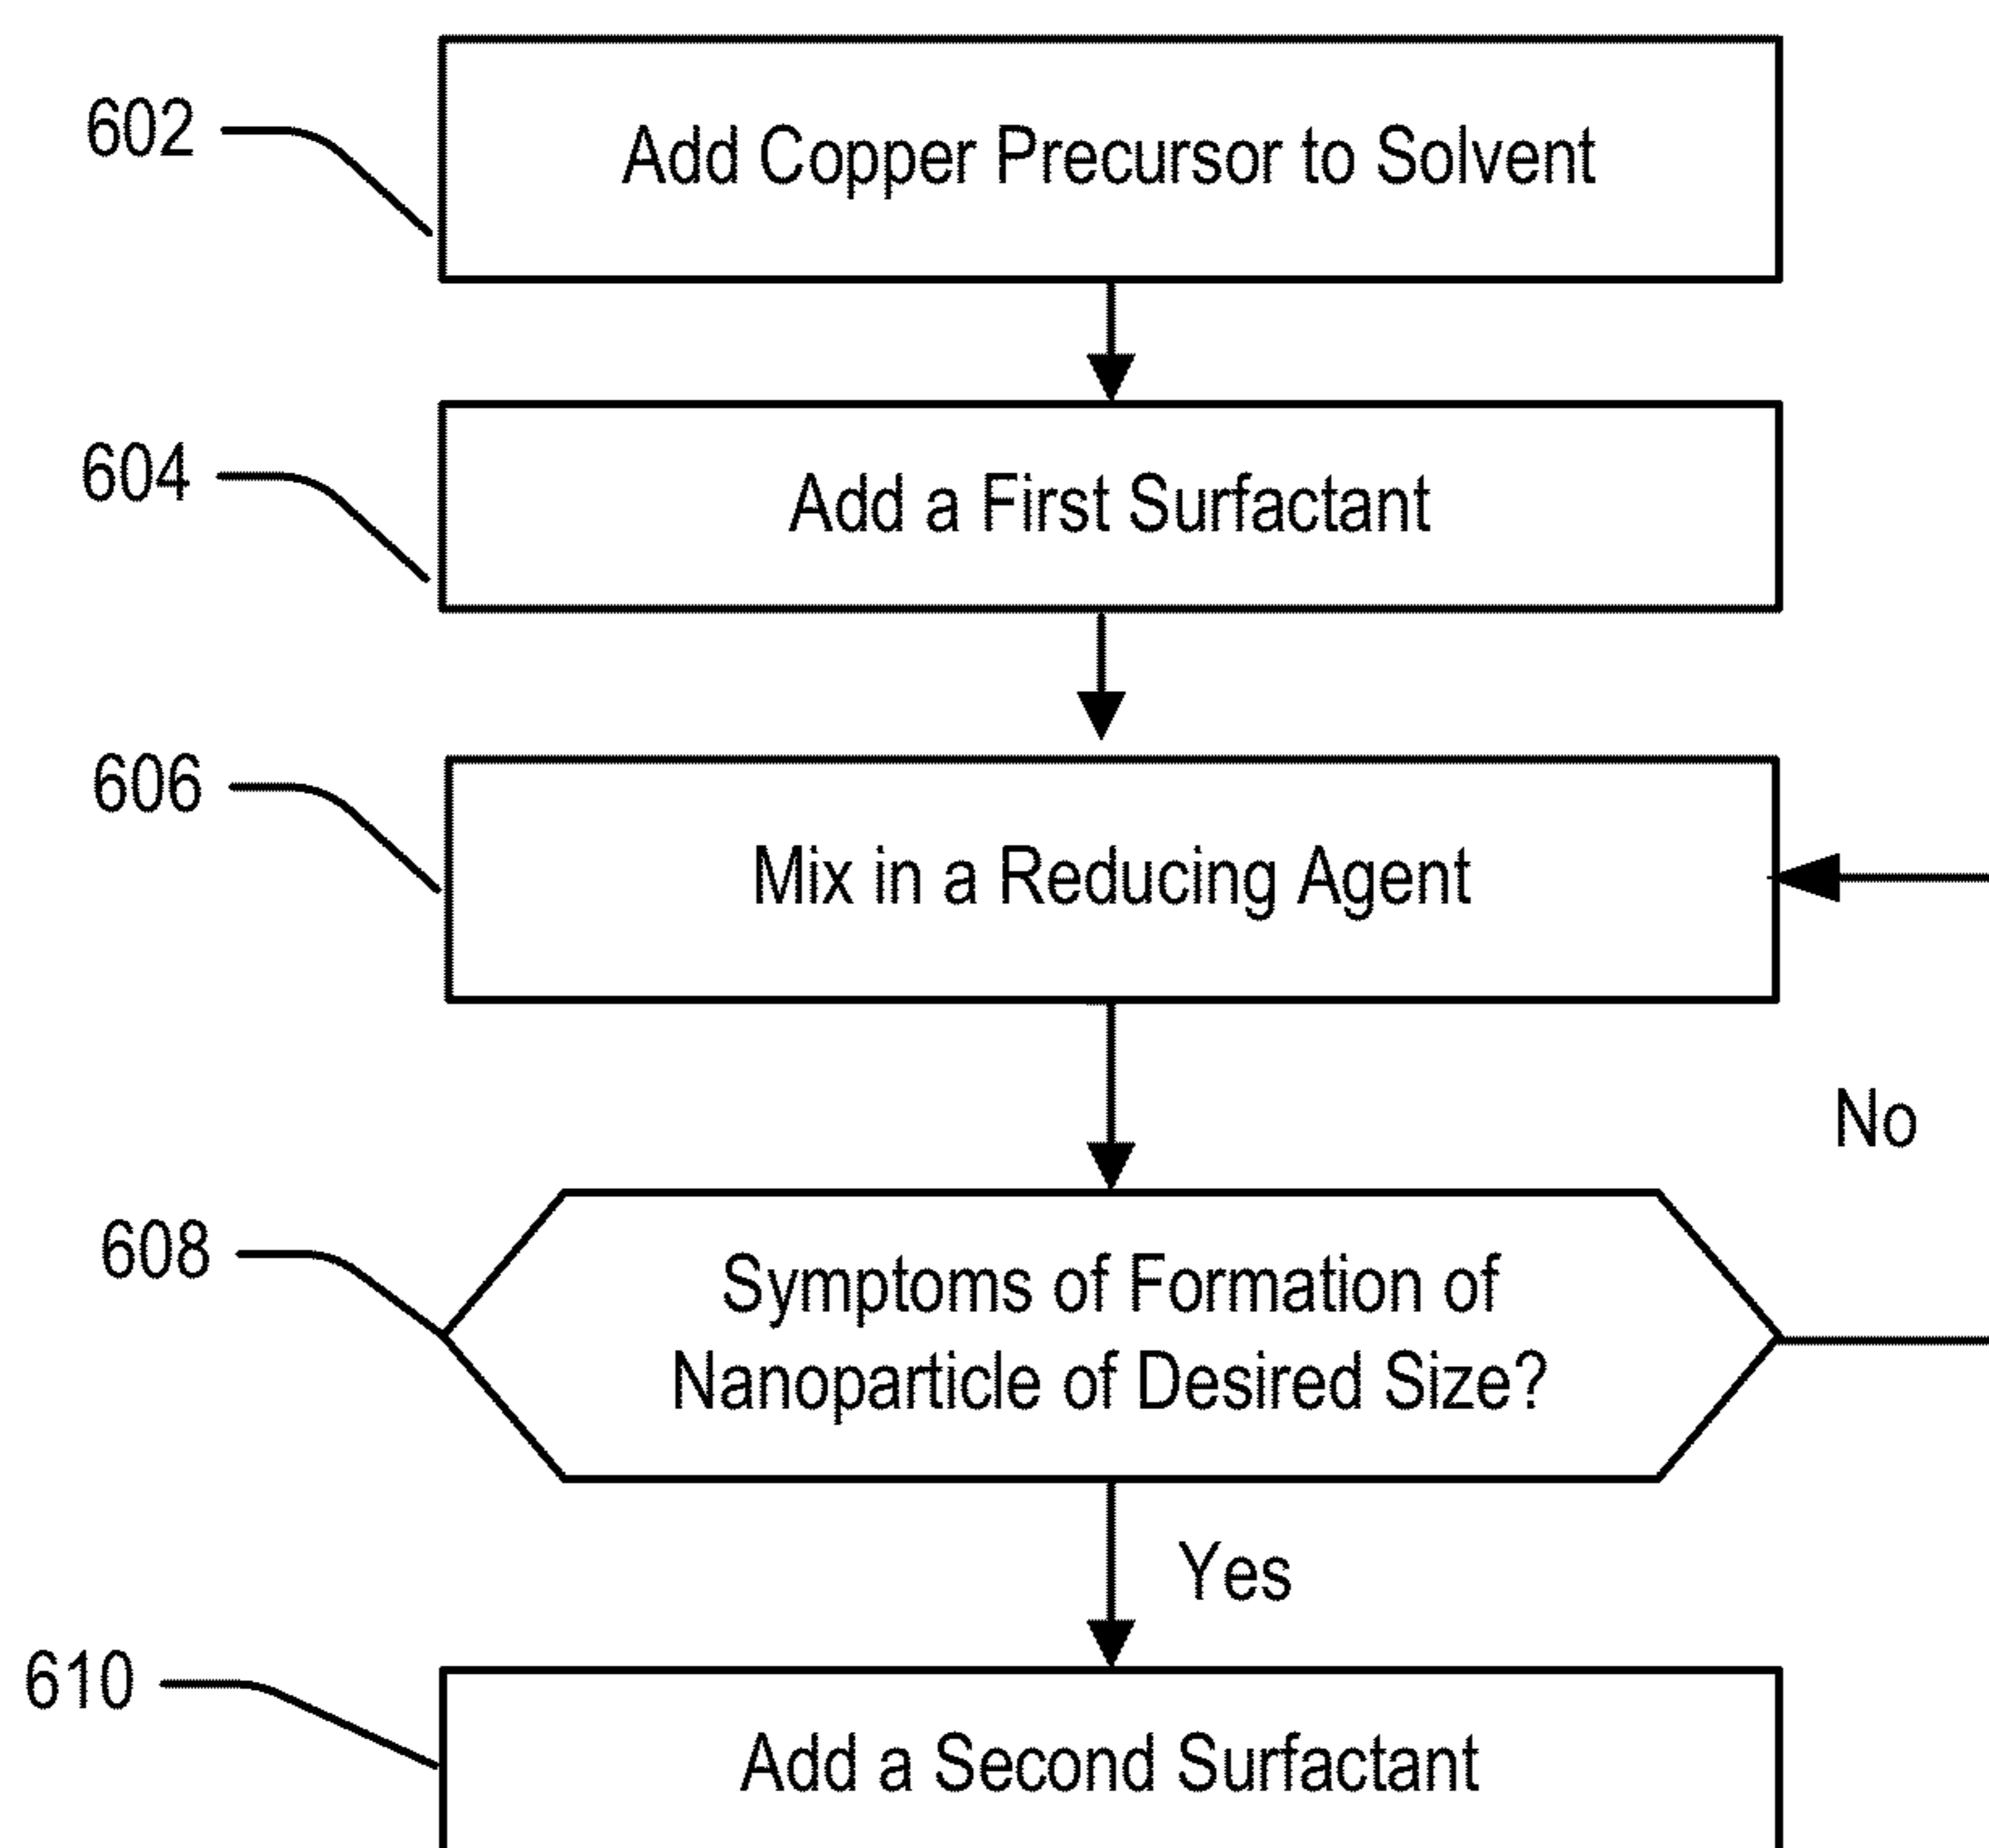 602
Add Copper Precursor to Solvent
604
Add a First Surfactant
606
Mix in a Reducing Agent
No
608
Symptoms of Formation of
Nanoparticle of Desired Size?
Yes
610
Add a Second Surfactant